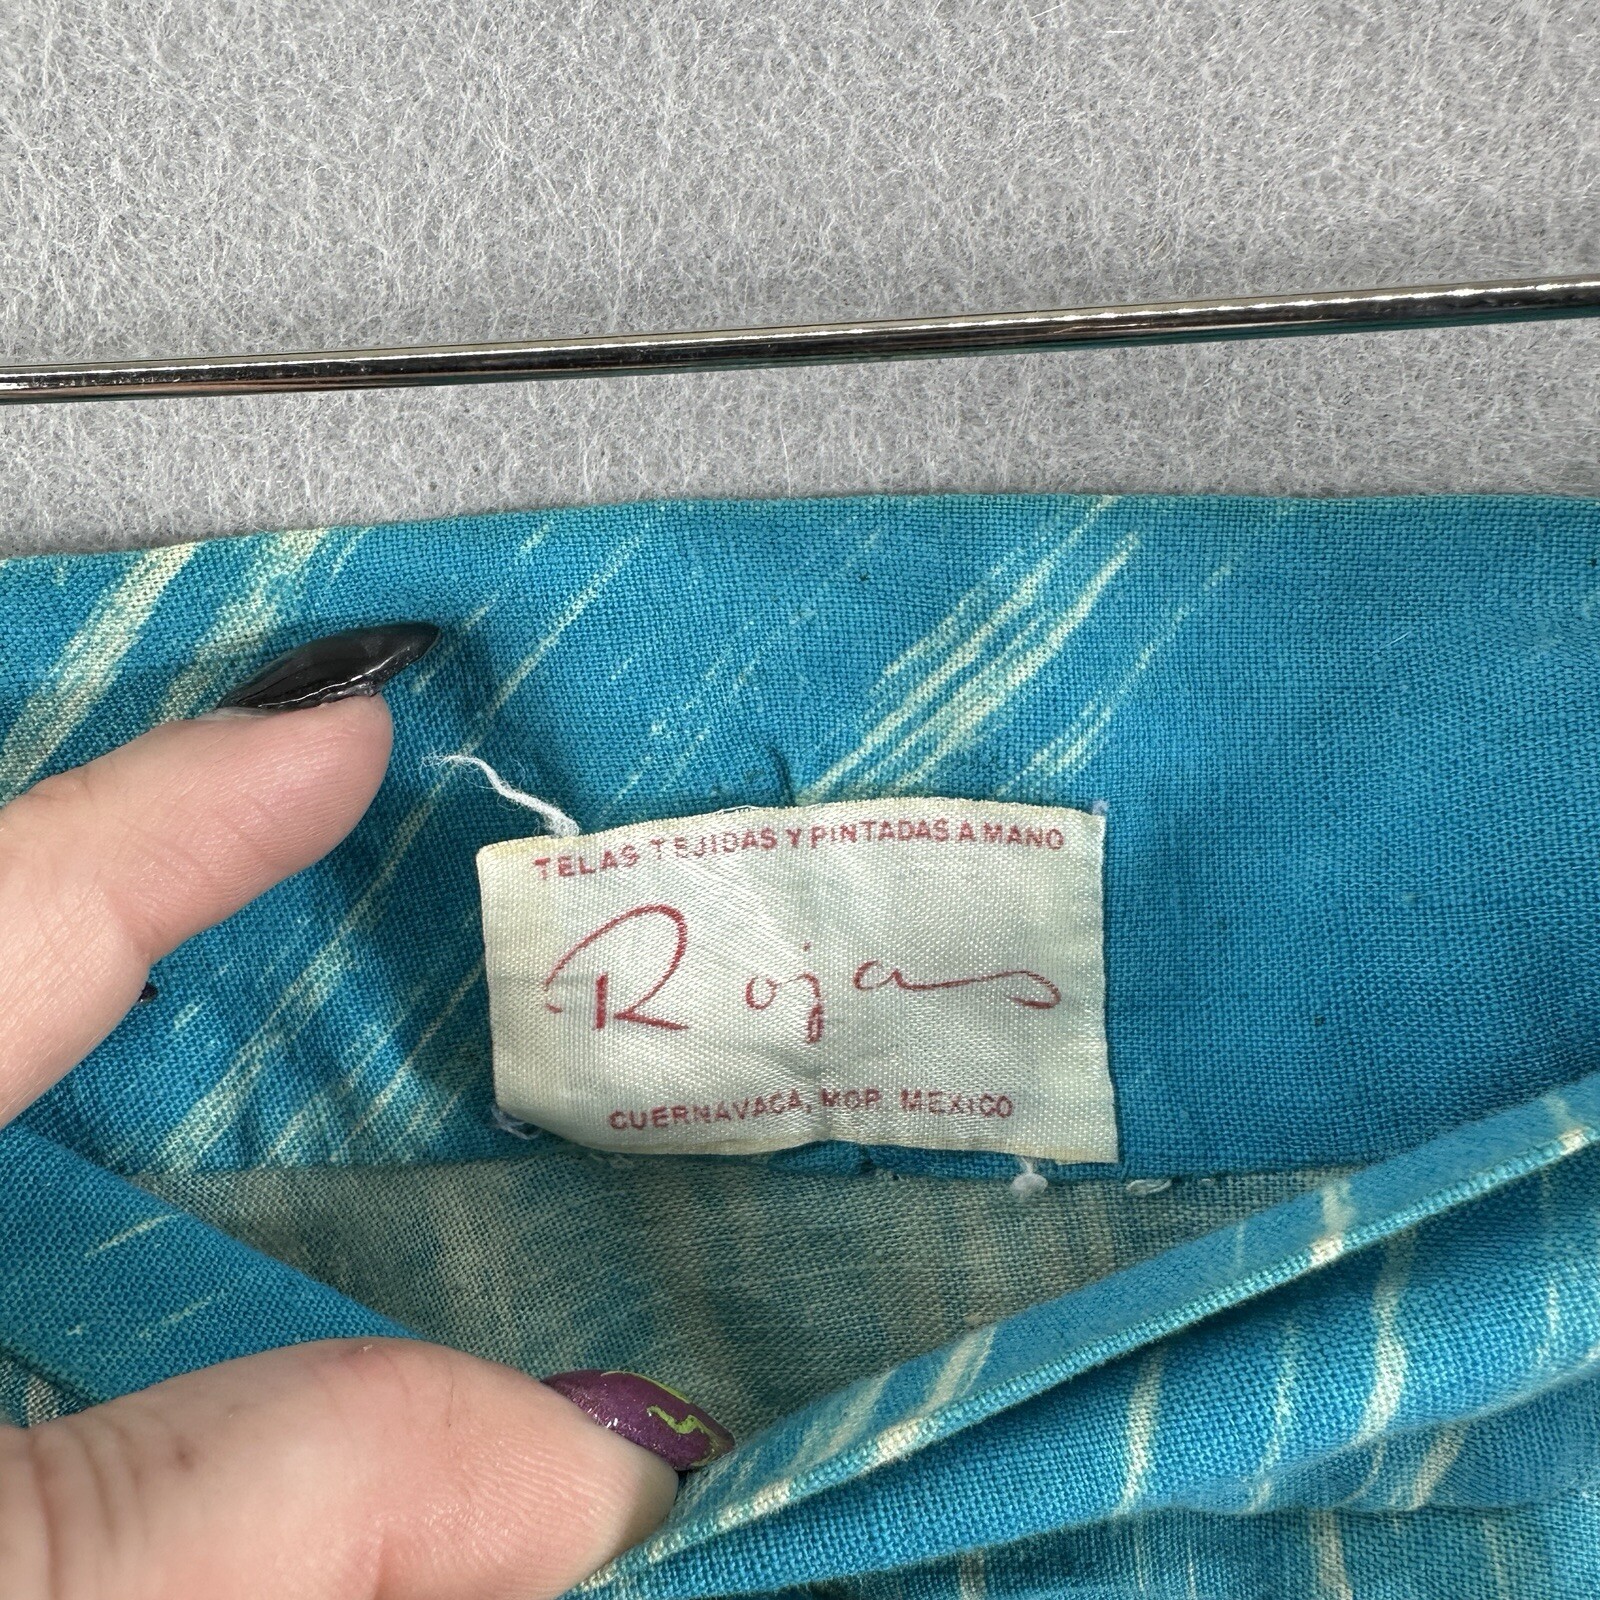 TELAS TEJIDAS Y PINTADAS A MANO
Rojas
CUERNAVACA, MOR. MEXICO